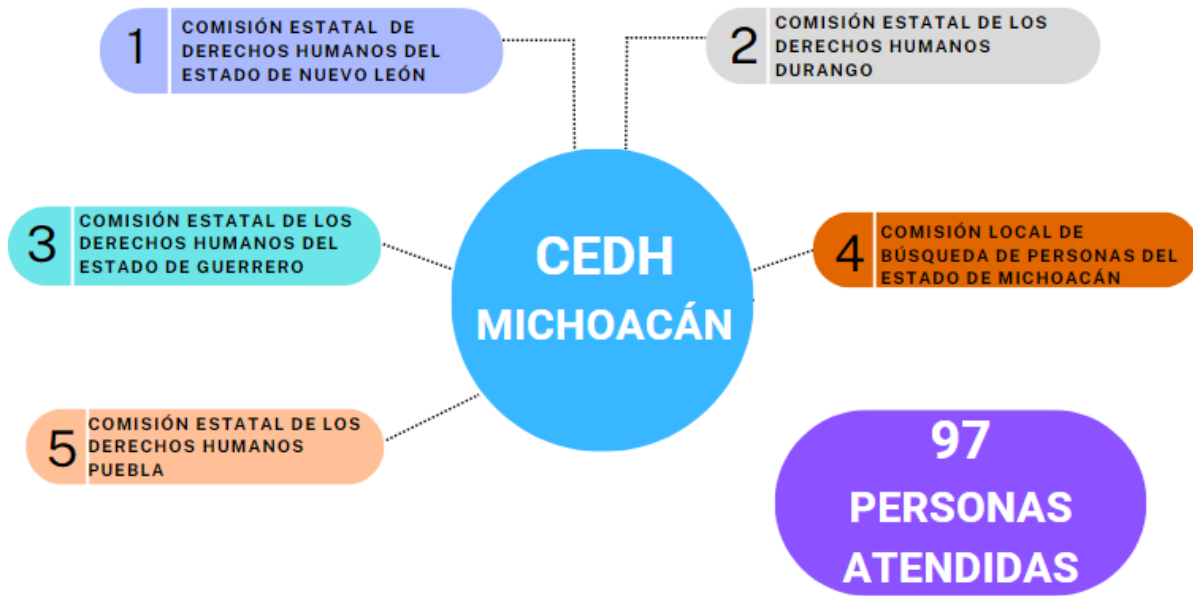 1
COMISIÓN ESTATAL DE
DERECHOS HUMANOS DEL
ESTADO DE NUEVO LEÓN
2
COMISIÓN ESTATAL DE LOS
DERECHOS HUMANOS
DURANGO
3
COMISIÓN ESTATAL DE LOS
DERECHOS HUMANOS DEL
ESTADO DE GUERRERO
CEDH
MICHOACÁN
4
COMISIÓN LOCAL DE
BÚSQUEDA DE PERSONAS DEL
ESTADO DE MICHOACÁN
5
COMISIÓN ESTATAL DE LOS
DERECHOS HUMANOS
PUEBLA
97
PERSONAS
ATENDIDAS